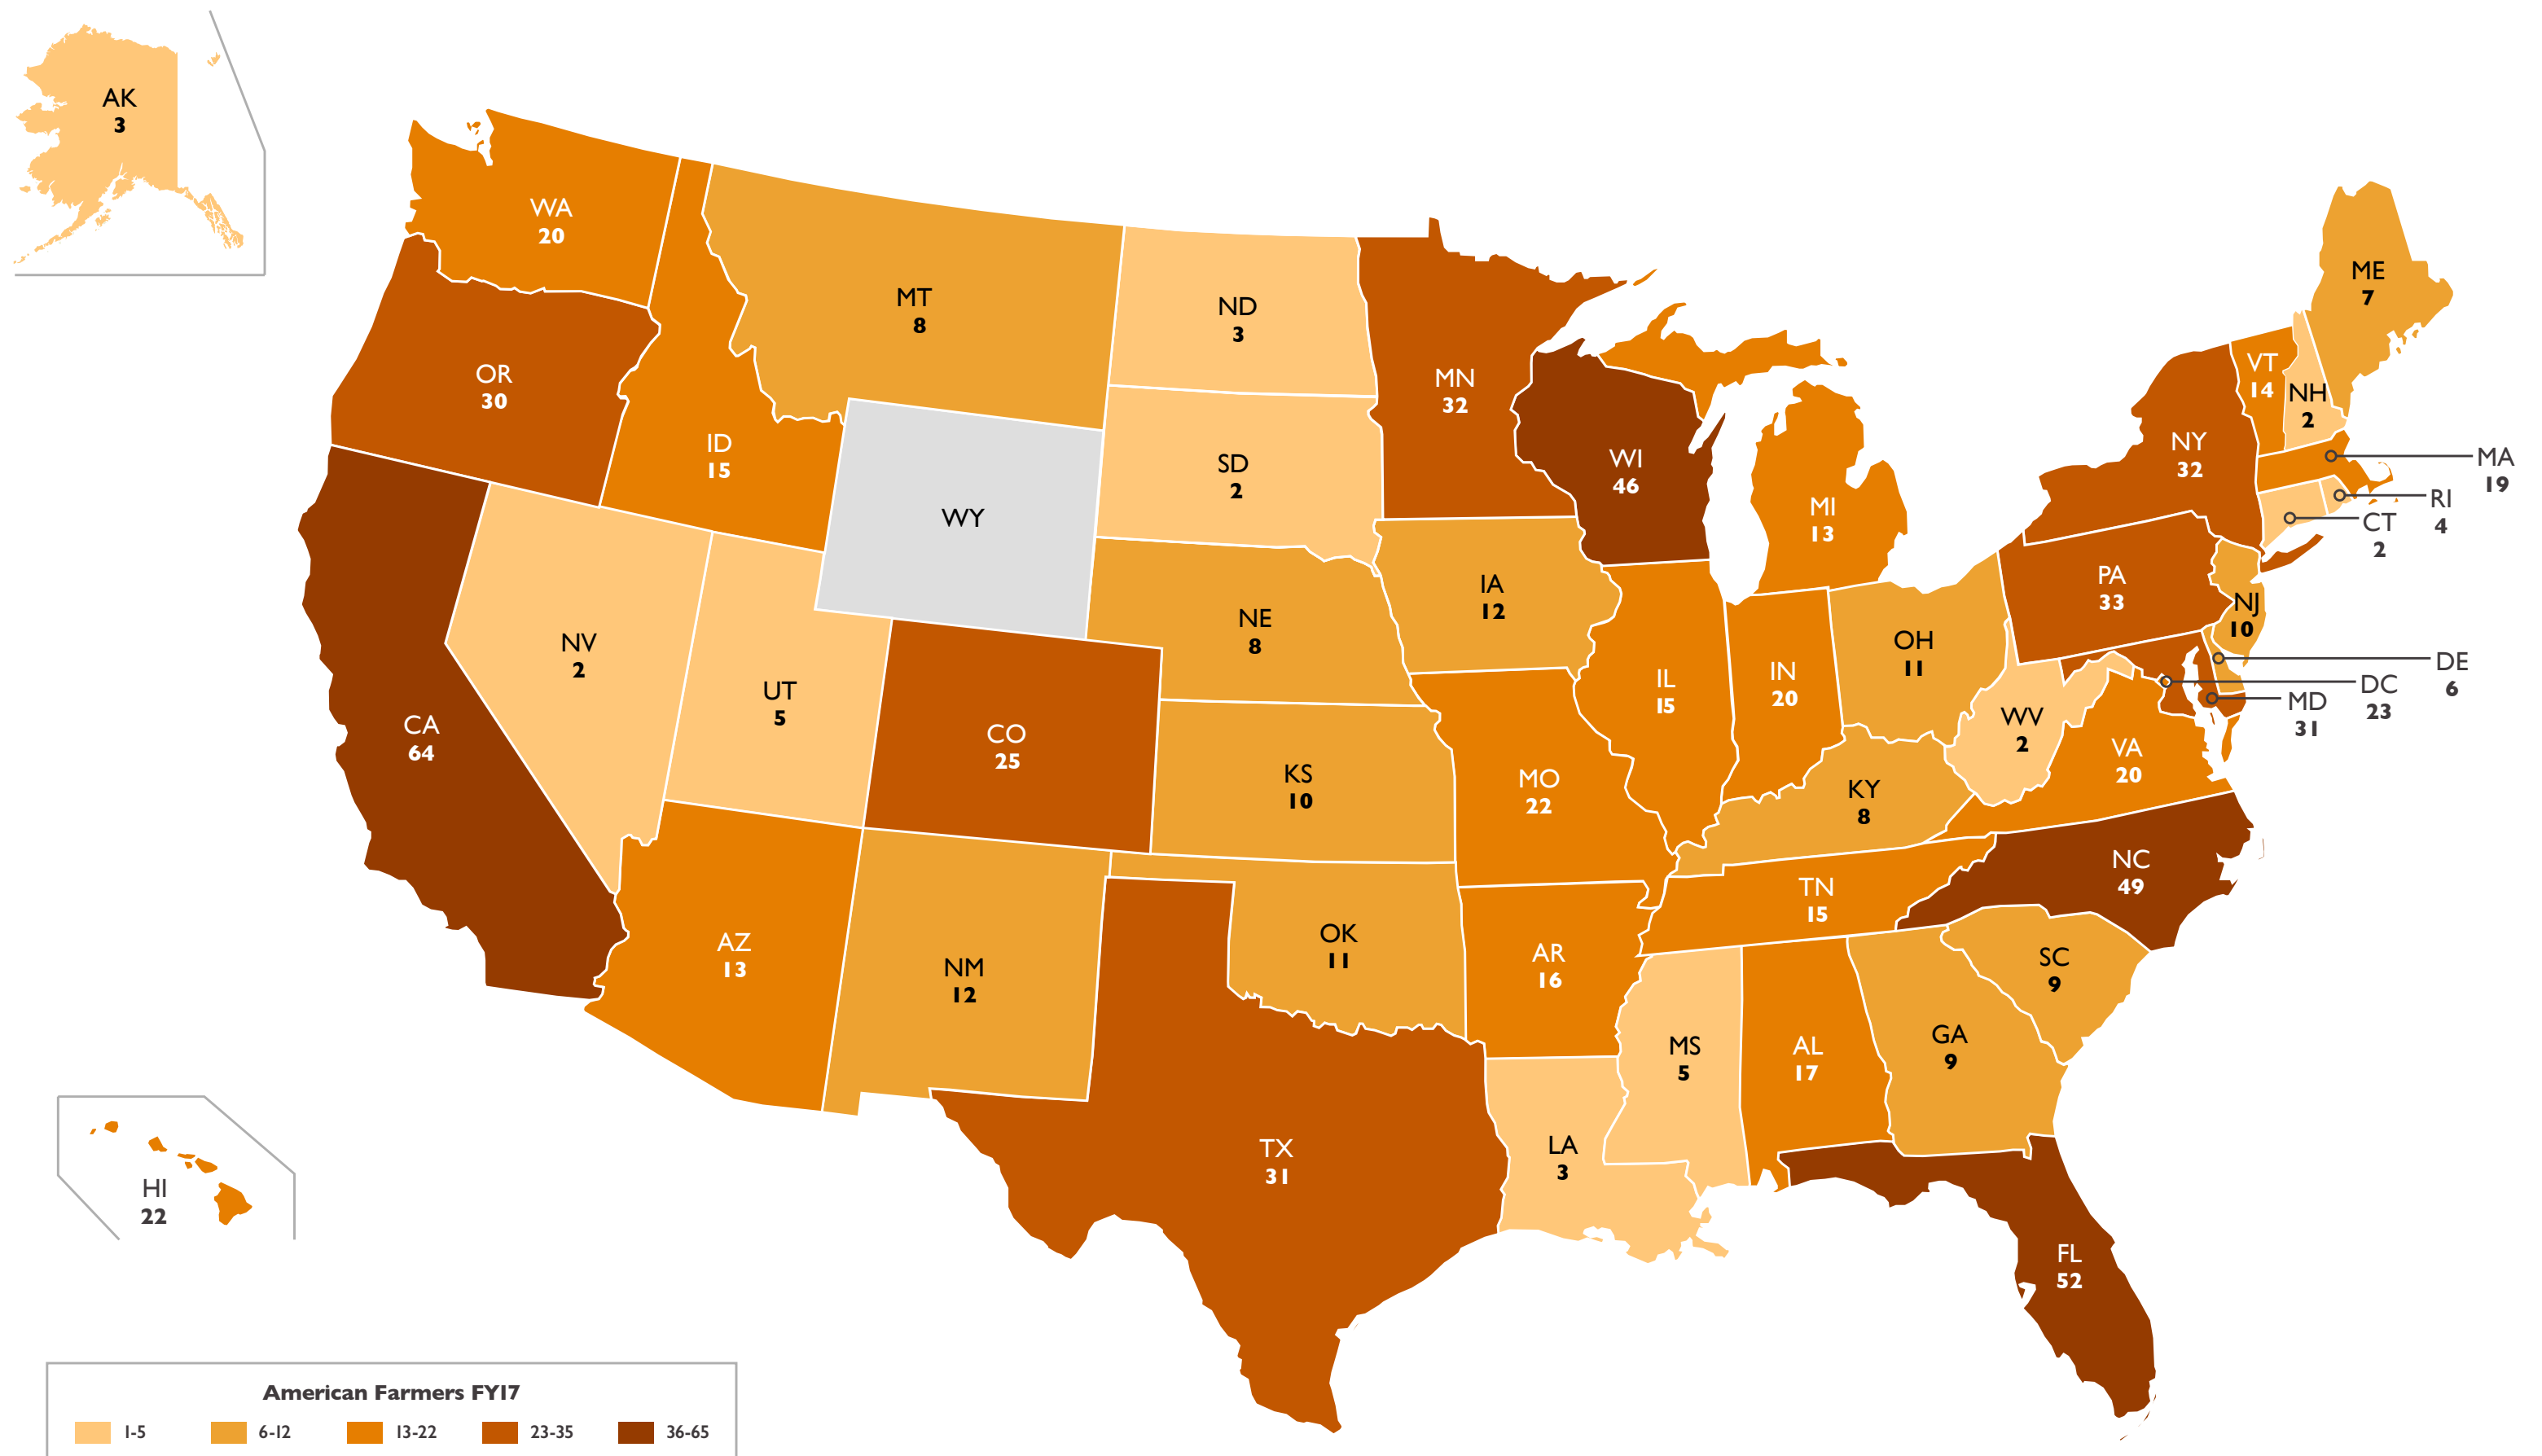 AK
3
WA
20
ME
7
MT
8
ND
3
VT
14
OR
30
MN
32
NH
2
ID
15
NY
32
SD
2
WI
46
MA
19
RI
4
MI
13
WY
CT
2
PA
33
IA
12
NJ
10
NE
8
OH
11
NV
2
DE
6
IN
20
IL
15
UT
5
DC
23
MD
31
WV
2
CA
64
CO
25
VA
20
KS
10
MO
22
KY
8
NC
49
TN
15
OK
11
AZ
13
AR
16
NM
12
SC
9
GA
9
MS
5
AL
17
LA
3
TX
31
HI
22
FL
52
American Farmers FY17
1-5 6-12 13-22 23-35 36-65